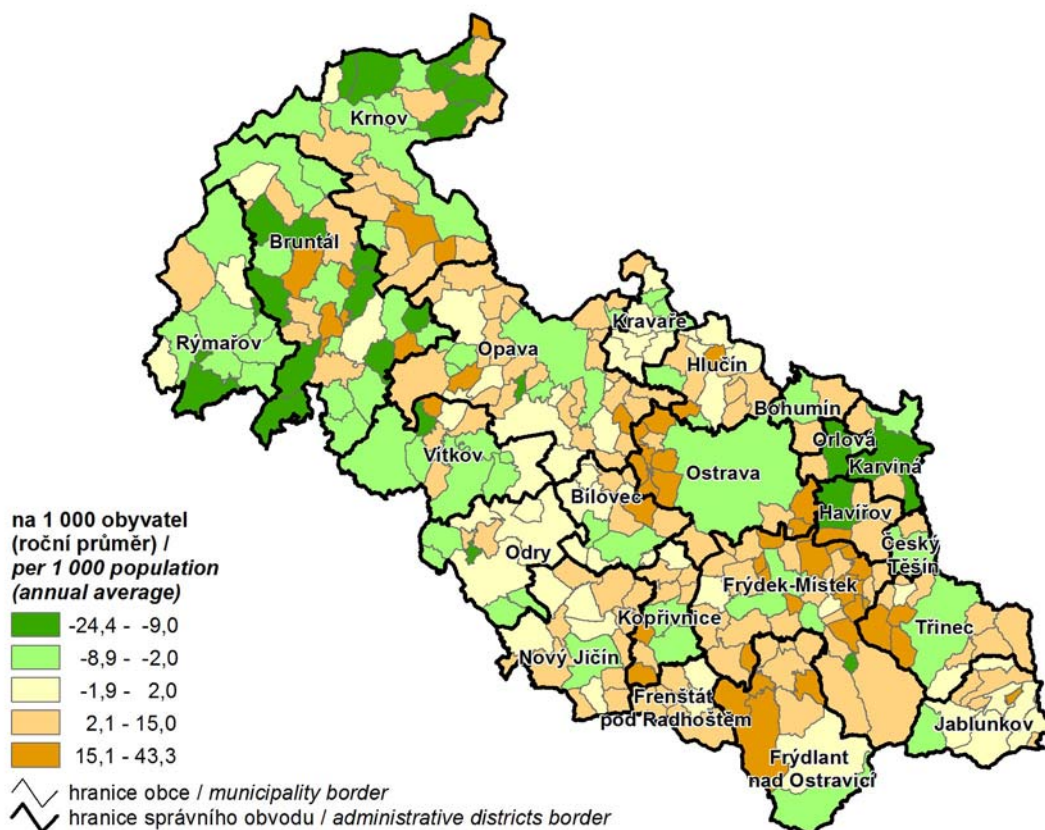 Krnov
Bruntál
Rýmařov
Opava
Kravaře
Hlučín
Bohumín
Orlová
Karviná
Vítkov
Ostrava
Bílovec
Havířov
Odry
Český
Těšín
Frýdek-Místek
Kopřivnice
Třinec
Nový Jičín
Frenštát
pod Radhoštěm
Jablunkov
Frýdlant
nad Ostravicí
na 1 000 obyvatel
(roční průměr) /
per 1 000 population
(annual average)
-24,4 - -9,0
-8,9 - -2,0
-1,9 - 2,0
2,1 - 15,0
15,1 - 43,3
hranice obce / municipality border
hranice správního obvodu / administrative districts border